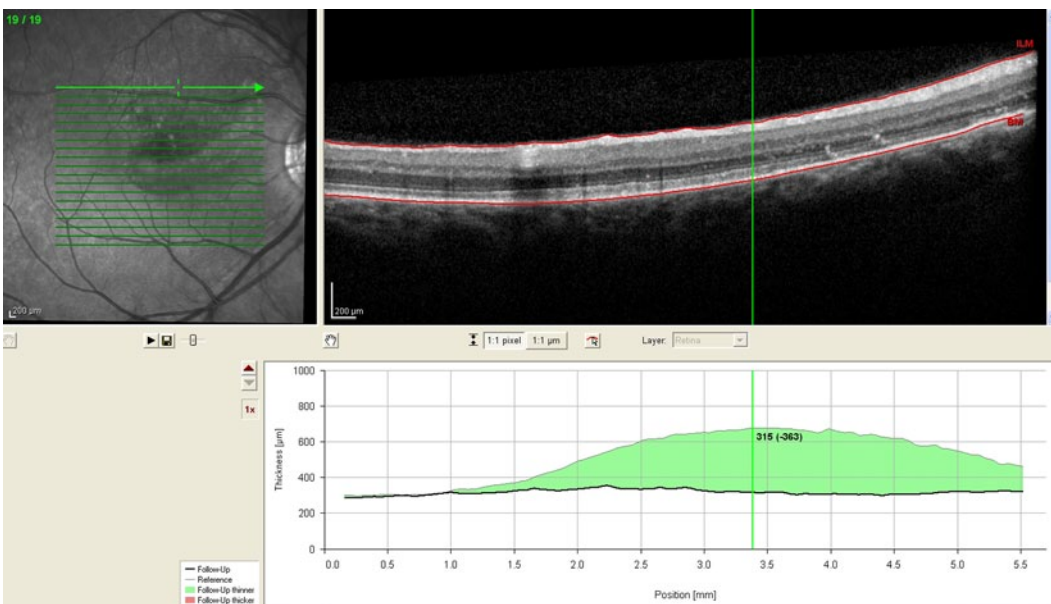 19 / 19
200 µm
ILM
BM
200 µm
1:1 pixel
1:1 µm
Layer:
Retina
1x
Thickness [µm]
1000
800
600
400
200
0
315 (-363)
0.0 0.5 1.0 1.5 2.0 2.5 3.0 3.5 4.0 4.5 5.0 5.5
Position [mm]
Follow-Up
Reference
Follow-Up thinner
Follow-Up thicker